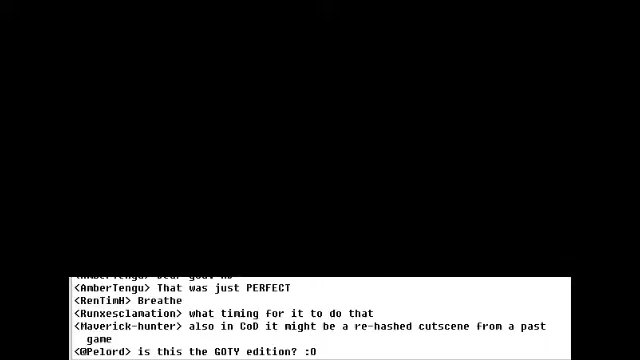 <AmberTengu> That was just PERFECT
<RenTimH> Breathe
<Runxesclamation> what timing for it to do that
<Maverick-hunter> also in CoD it might be a re-hashed cutscene from a past
game
<@Pelord> is this the GOTY edition? :O